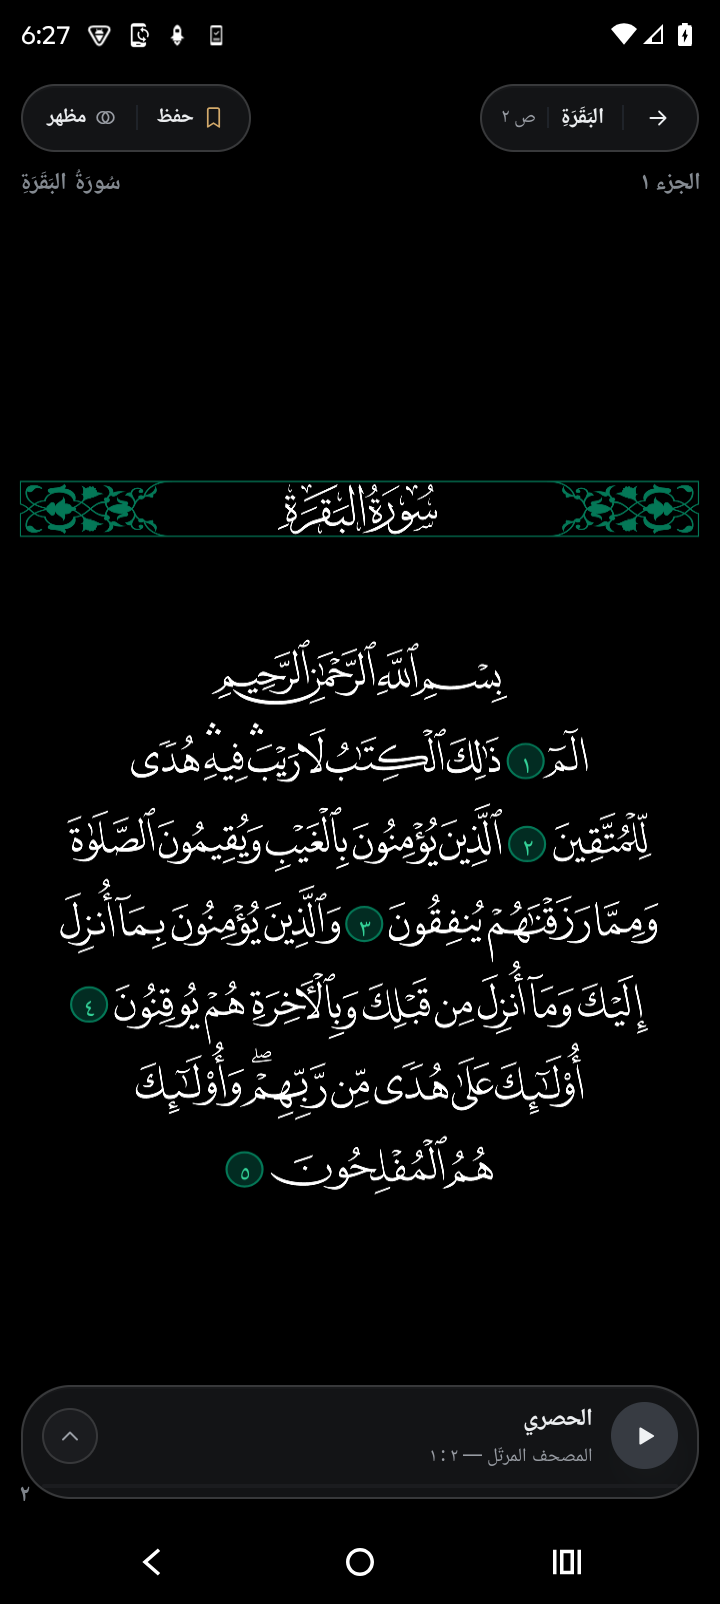 6:27
→ البَقَرَةِ ص ٢
حفظ مظهر
الجزء ١
سُورَةُ البَقَرَةِ
سُورَةُ البَقَرَةِ
بِسۡمِ ٱللَّهِ ٱلرَّحۡمَٰنِ ٱلرَّحِيمِ
الٓمٓ ١ ذَٰلِكَ ٱلۡكِتَٰبُ لَا رَيۡبَۛ فِيهِۛ هُدٗى
لِّلۡمُتَّقِينَ ٢ ٱلَّذِينَ يُؤۡمِنُونَ بِٱلۡغَيۡبِ وَيُقِيمُونَ ٱلصَّلَوٰةَ
وَمِمَّا رَزَقۡنَٰهُمۡ يُنفِقُونَ ٣ وَٱلَّذِينَ يُؤۡمِنُونَ بِمَآ أُنزِلَ
إِلَيۡكَ وَمَآ أُنزِلَ مِن قَبۡلِكَ وَبِٱلۡأٓخِرَةِ هُمۡ يُوقِنُونَ ٤
أُوْلَٰٓئِكَ عَلَىٰ هُدٗى مِّن رَّبِّهِمۡۖ وَأُوْلَٰٓئِكَ
هُمُ ٱلۡمُفۡلِحُونَ ٥
الحصري
المصحف المرتّل — ٢:١
٢